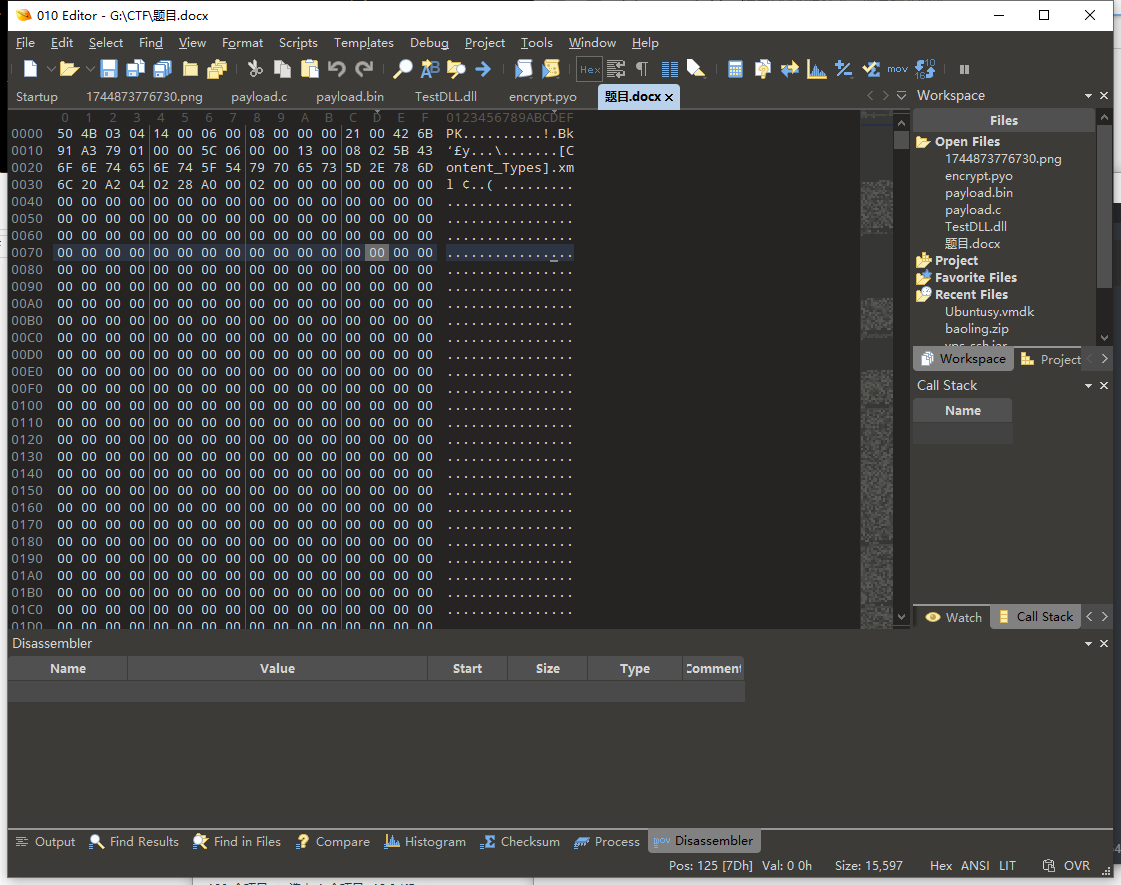 010 Editor - G:\CTF\题目.docx
File Edit Select Find View Format Scripts Templates Debug Project Tools Window Help
Startup 1744873776730.png payload.c payload.bin TestDLL.dll encrypt.pyo 题目.docx
0 1 2 3 4 5 6 7 8 9 A B C D E F 0123456789ABCDEF
0000 50 4B 03 04 14 00 06 00 08 00 00 00 21 00 42 6B PK..........!.Bk
0010 91 A3 79 01 00 00 5C 06 00 00 13 00 08 02 5B 43 ‘£y...\.......[C
0020 6F 6E 74 65 6E 74 5F 54 79 70 65 73 5D 2E 78 6D ontent_Types].xm
0030 6C 20 A2 04 02 28 A0 00 02 00 00 00 00 00 00 00 l ¢..( .........
0040 00 00 00 00 00 00 00 00 00 00 00 00 00 00 00 00 ................
0050 00 00 00 00 00 00 00 00 00 00 00 00 00 00 00 00 ................
0060 00 00 00 00 00 00 00 00 00 00 00 00 00 00 00 00 ................
0070 00 00 00 00 00 00 00 00 00 00 00 00 00 00 00 00 ................
0080 00 00 00 00 00 00 00 00 00 00 00 00 00 00 00 00 ................
0090 00 00 00 00 00 00 00 00 00 00 00 00 00 00 00 00 ................
00A0 00 00 00 00 00 00 00 00 00 00 00 00 00 00 00 00 ................
00B0 00 00 00 00 00 00 00 00 00 00 00 00 00 00 00 00 ................
00C0 00 00 00 00 00 00 00 00 00 00 00 00 00 00 00 00 ................
00D0 00 00 00 00 00 00 00 00 00 00 00 00 00 00 00 00 ................
00E0 00 00 00 00 00 00 00 00 00 00 00 00 00 00 00 00 ................
00F0 00 00 00 00 00 00 00 00 00 00 00 00 00 00 00 00 ................
0100 00 00 00 00 00 00 00 00 00 00 00 00 00 00 00 00 ................
0110 00 00 00 00 00 00 00 00 00 00 00 00 00 00 00 00 ................
0120 00 00 00 00 00 00 00 00 00 00 00 00 00 00 00 00 ................
0130 00 00 00 00 00 00 00 00 00 00 00 00 00 00 00 00 ................
0140 00 00 00 00 00 00 00 00 00 00 00 00 00 00 00 00 ................
0150 00 00 00 00 00 00 00 00 00 00 00 00 00 00 00 00 ................
0160 00 00 00 00 00 00 00 00 00 00 00 00 00 00 00 00 ................
0170 00 00 00 00 00 00 00 00 00 00 00 00 00 00 00 00 ................
0180 00 00 00 00 00 00 00 00 00 00 00 00 00 00 00 00 ................
0190 00 00 00 00 00 00 00 00 00 00 00 00 00 00 00 00 ................
01A0 00 00 00 00 00 00 00 00 00 00 00 00 00 00 00 00 ................
01B0 00 00 00 00 00 00 00 00 00 00 00 00 00 00 00 00 ................
01C0 00 00 00 00 00 00 00 00 00 00 00 00 00 00 00 00 ................
01D0 00 00 00 00 00 00 00 00 00 00 00 00 00 00 00 00
Workspace
Files
Open Files
1744873776730.png
encrypt.pyo
payload.bin
payload.c
TestDLL.dll
题目.docx
Project
Favorite Files
Recent Files
Ubuntusy.vmdk
baoling.zip
vps_ssh.jar
Workspace Project
Call Stack
Name
Watch Call Stack
Disassembler
Name Value Start Size Type Comment
Output Find Results Find in Files Compare Histogram Checksum Process Disassembler
Pos: 125 [7Dh] Val: 0 0h Size: 15,597 Hex ANSI LIT OVR